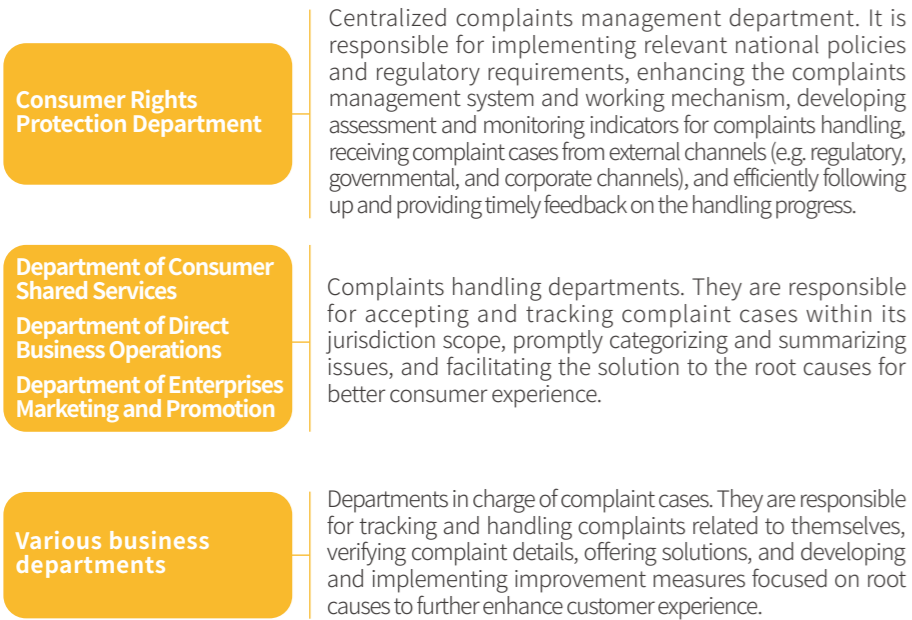 Consumer Rights
Protection Department
Centralized complaints management department. It is
responsible for implementing relevant national policies
and regulatory requirements, enhancing the complaints
management system and working mechanism, developing
assessment and monitoring indicators for complaints handling,
receiving complaint cases from external channels (e.g. regulatory,
governmental, and corporate channels), and efficiently following
up and providing timely feedback on the handling progress.
Department of Consumer
Shared Services
Department of Direct
Business Operations
Department of Enterprises
Marketing and Promotion
Complaints handling departments. They are responsible
for accepting and tracking complaint cases within its
jurisdiction scope, promptly categorizing and summarizing
issues, and facilitating the solution to the root causes for
better consumer experience.
Various business
departments
Departments in charge of complaint cases. They are responsible
for tracking and handling complaints related to themselves,
verifying complaint details, offering solutions, and developing
and implementing improvement measures focused on root
causes to further enhance customer experience.